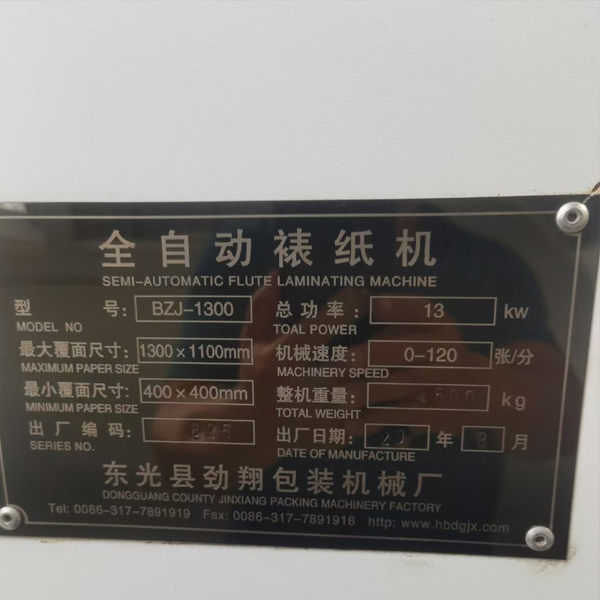 全自动裱纸机
SEMI-AUTOMATIC FLUTE LAMINATING MACHINE
型 号: BZJ-1300 总功率: 13 kw
MODEL NO TOAL POWER
最大覆面尺寸: 1300×1100mm 机械速度: 0-120 张/分
MAXIMUM PAPER SIZE MACHINERY SPEED
最小覆面尺寸: 400×400mm 整机重量: 4500 kg
MINIMUM PAPER SIZE TOTAL WEIGHT
出厂编码: 826 出厂日期: 20 年 8 月
SERIES NO. DATE OF MANUFACTURE
东光县劲翔包装机械厂
DONGGUANG COUNTY JINXIANG PACKING MACHINERY FACTORY
Tel: 0086-317-7891919 Fax: 0086-317-7891918 http: www.hbdgjx.com